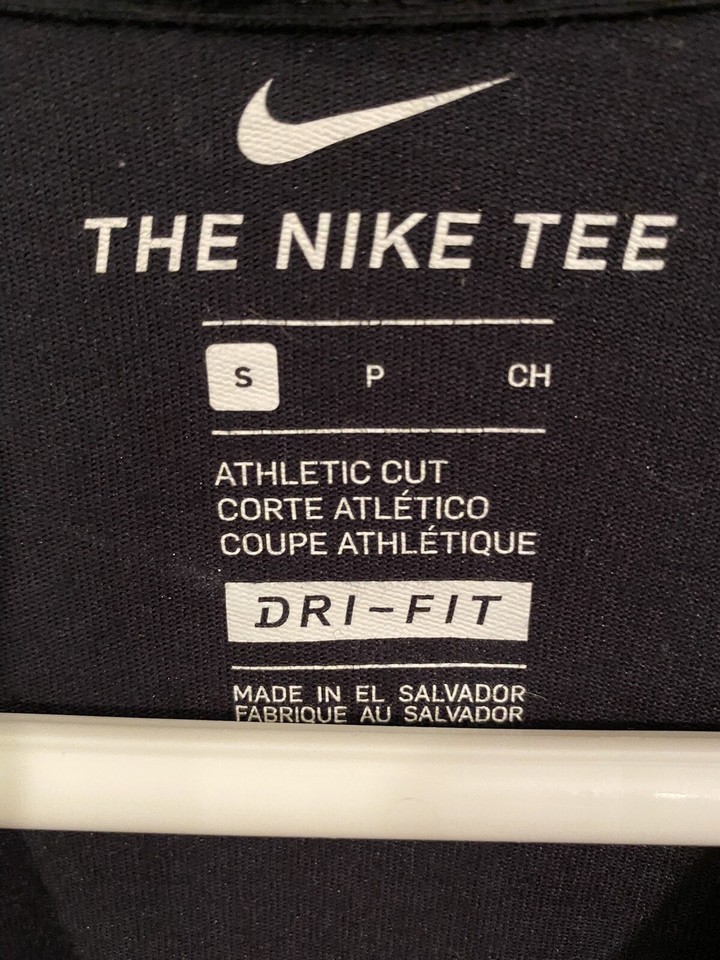 THE NIKE TEE
S P CH
ATHLETIC CUT
CORTE ATLÉTICO
COUPE ATHLÉTIQUE
DRI-FIT
MADE IN EL SALVADOR
FABRIQUE AU SALVADOR